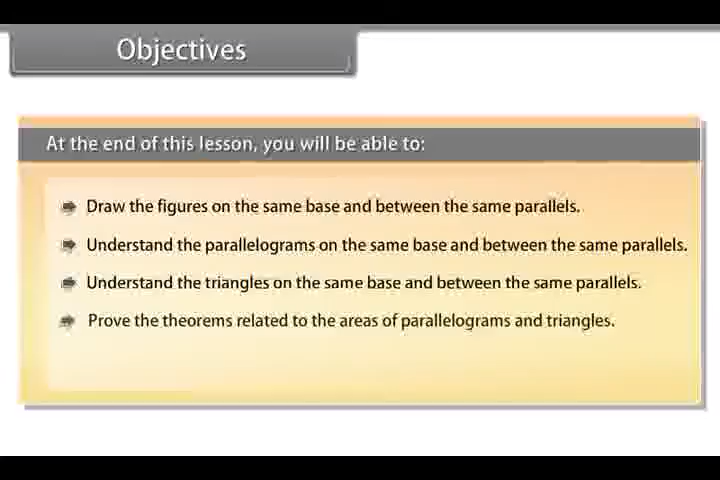 Objectives
At the end of this lesson, you will be able to:
Draw the figures on the same base and between the same parallels.
Understand the parallelograms on the same base and between the same parallels.
Understand the triangles on the same base and between the same parallels.
Prove the theorems related to the areas of parallelograms and triangles.